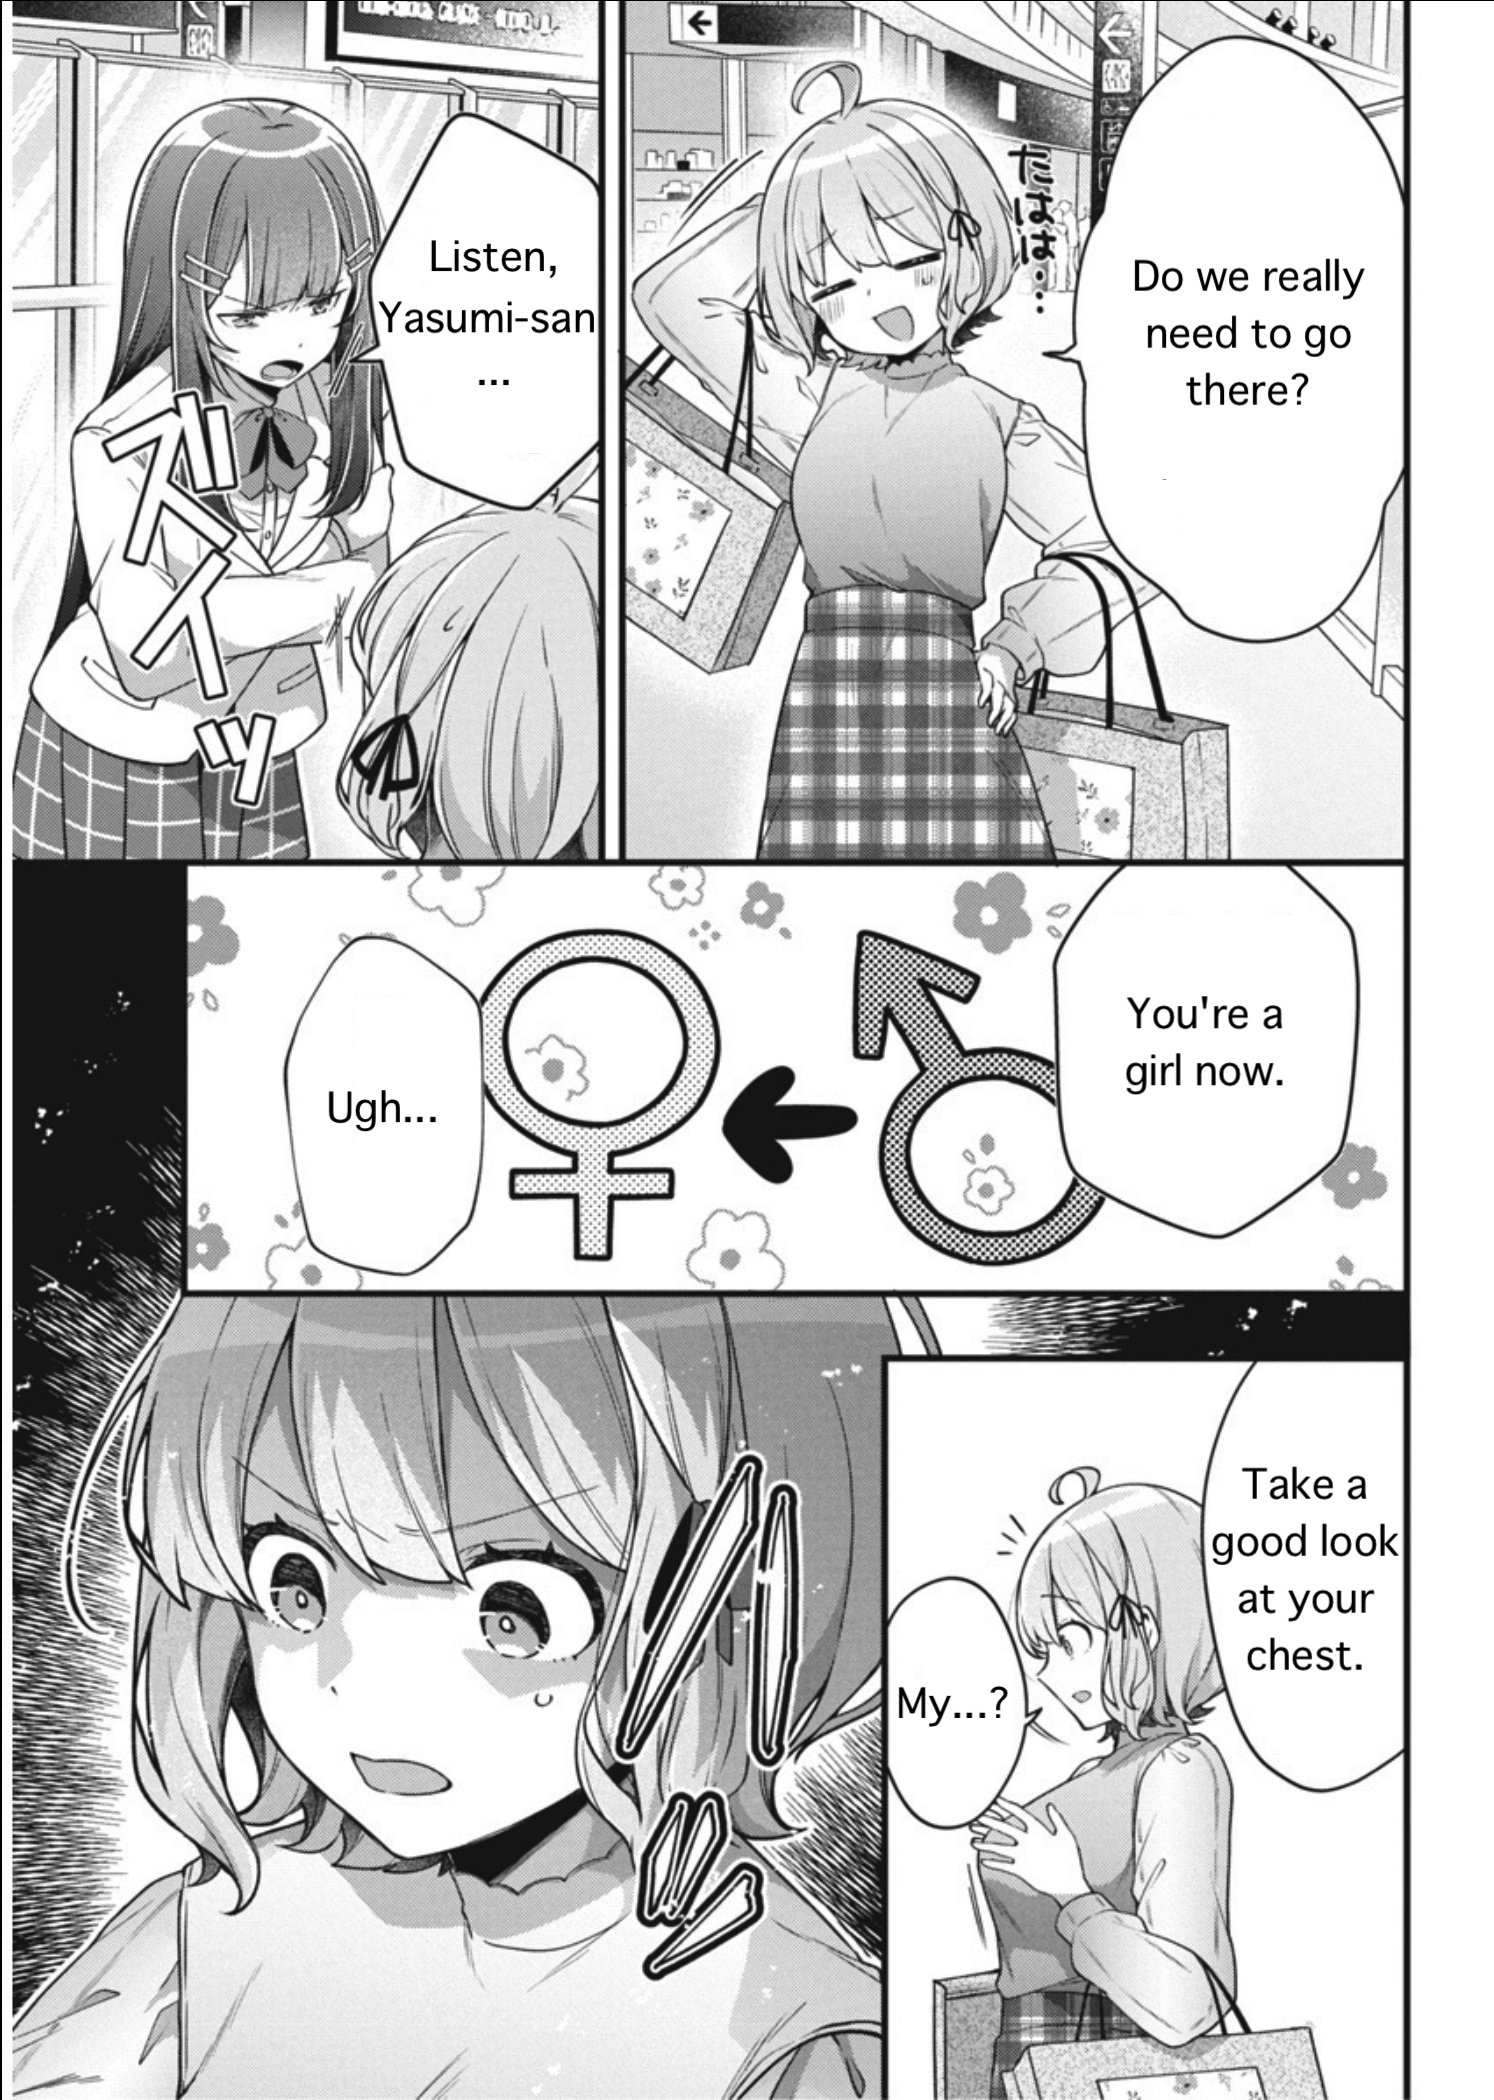 Do we really
need to go
there?
たはは…
Listen,
Yasumi-san
...
ズイッ
You're a
girl now.
Ugh...
Take a
good look
at your
chest.
My...?